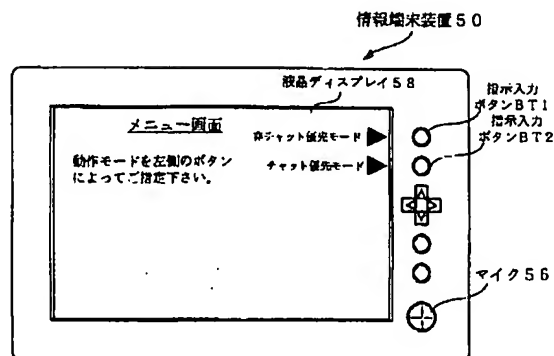 情報端末装置50
液晶ディスプレイ58
指示入力
ボタンBT1
指示入力
ボタンBT2
メニュー画面
非チャット優先モード
チャット優先モード
動作モードを左側のボタン
によってご指定下さい。
マイク56